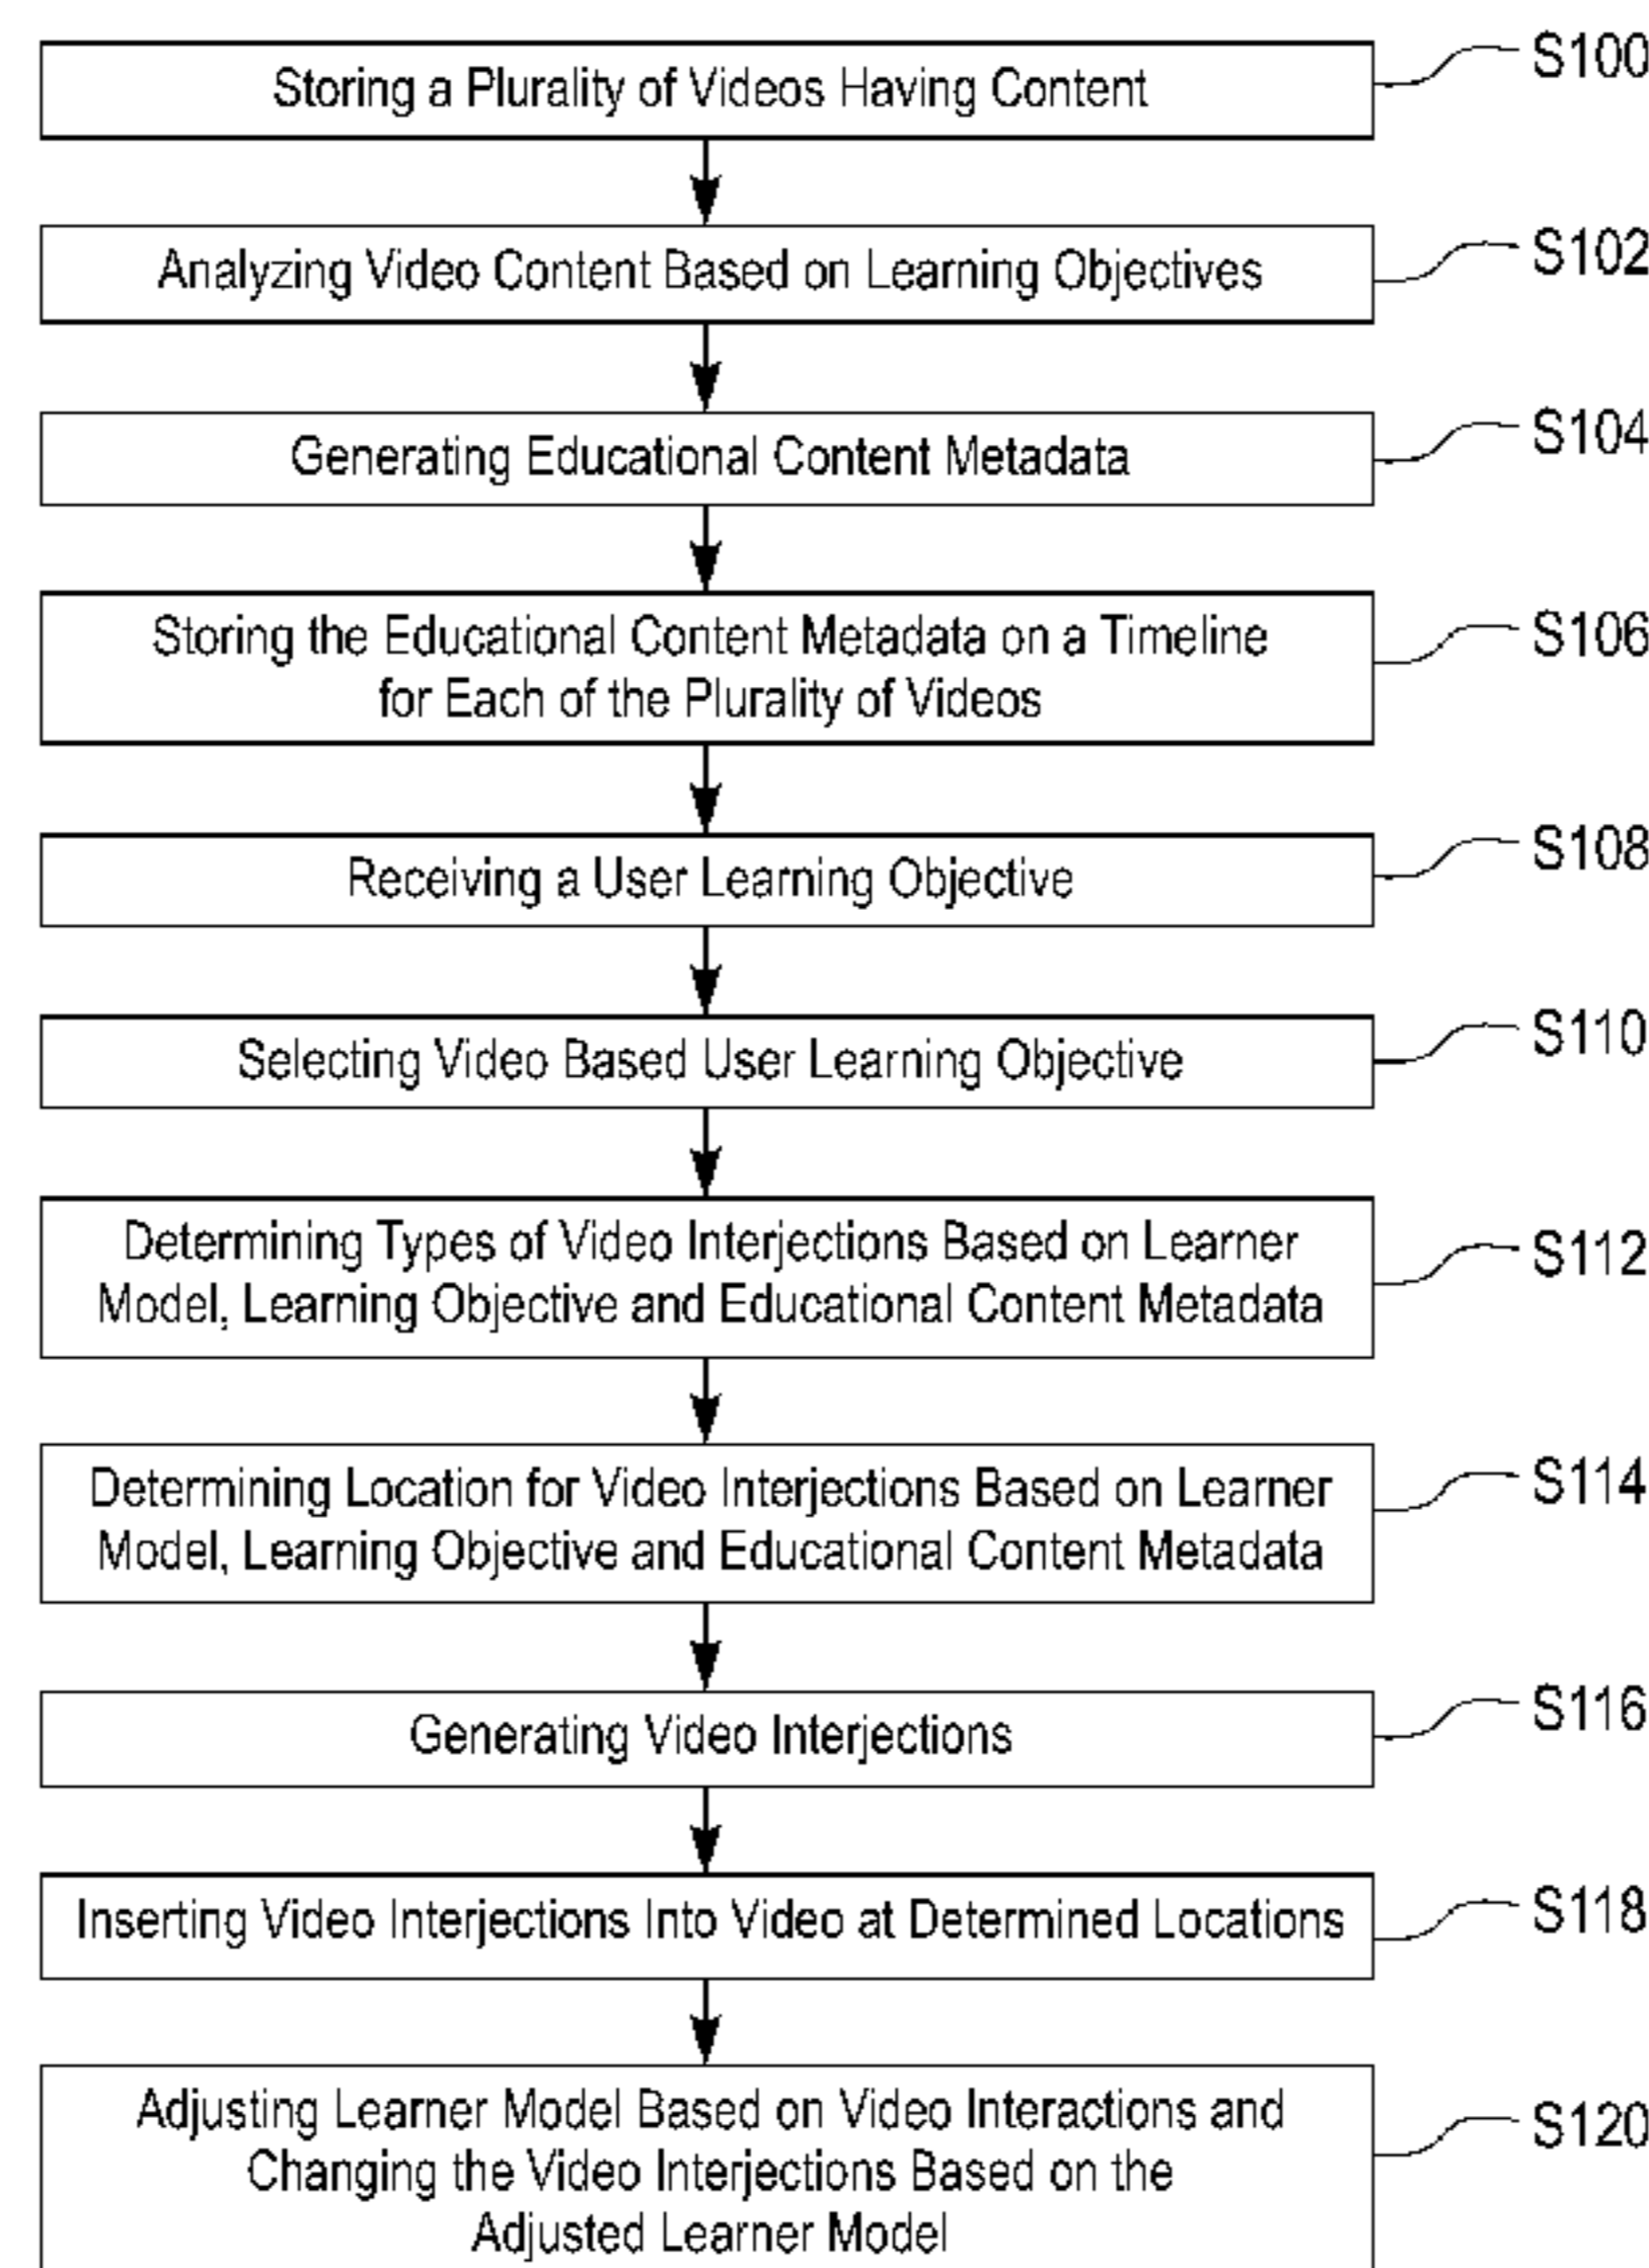 Storing a Plurality of Videos Having Content
S100
Analyzing Video Content Based on Learning Objectives
S102
Generating Educational Content Metadata
S104
Storing the Educational Content Metadata on a Timeline
for Each of the Plurality of Videos
S106
Receiving a User Learning Objective
S108
Selecting Video Based User Learning Objective
S110
Determining Types of Video Interjections Based on Learner
Model, Learning Objective and Educational Content Metadata
S112
Determining Location for Video Interjections Based on Learner
Model, Learning Objective and Educational Content Metadata
S114
Generating Video Interjections
S116
Inserting Video Interjections Into Video at Determined Locations
S118
Adjusting Learner Model Based on Video Interactions and
Changing the Video Interjections Based on the
Adjusted Learner Model
S120